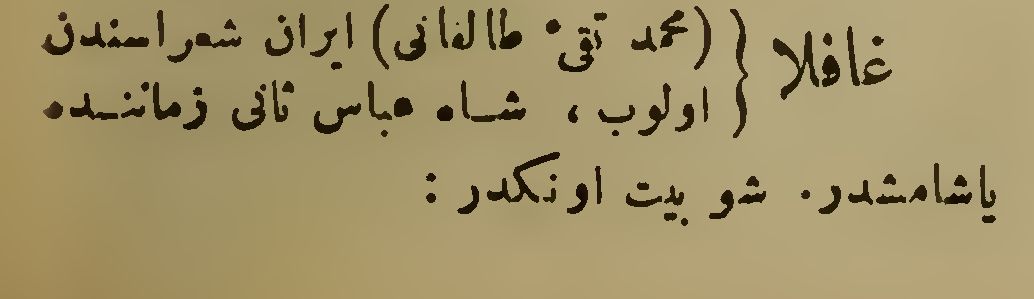 غافلا { (محمد تقیٔ طالقانی) ایران شعراسندن
اولوب ، شاه عباس ثانی زماننده
یاشامشدر. شو بیت اونکدر :